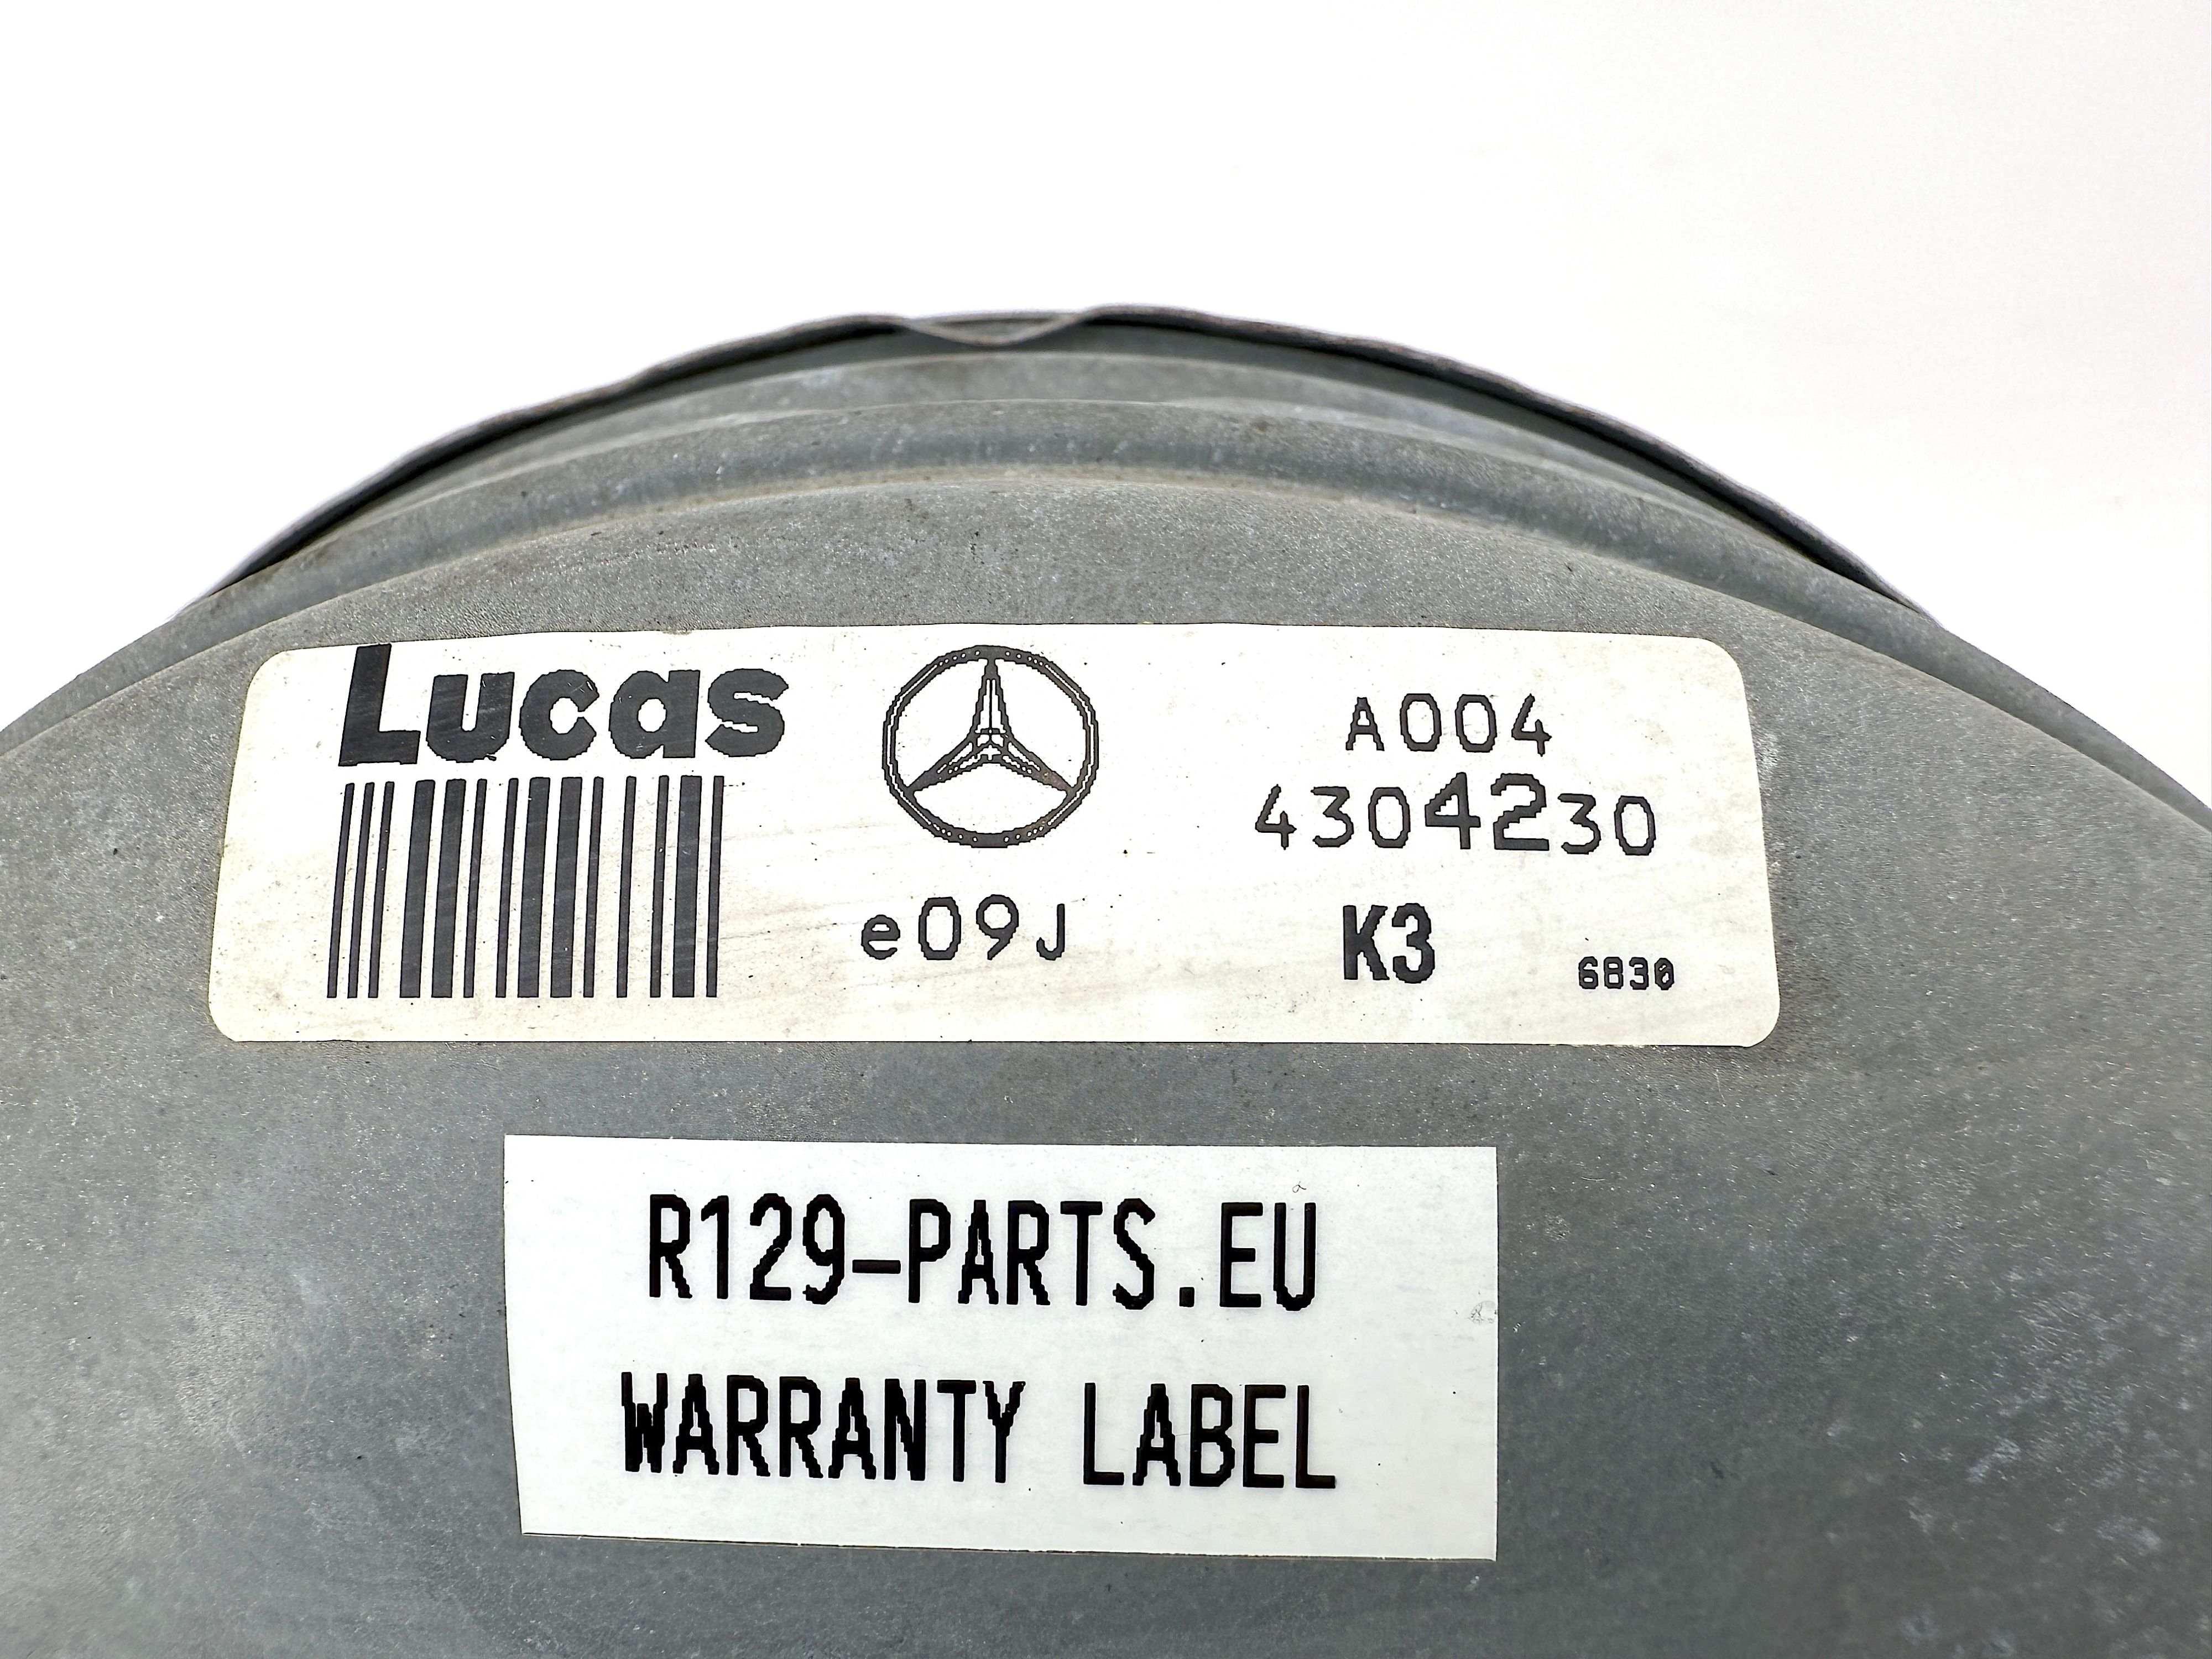 Lucas
A004
4304230
e09J
K3
6830
R129-PARTS.EU
WARRANTY LABEL